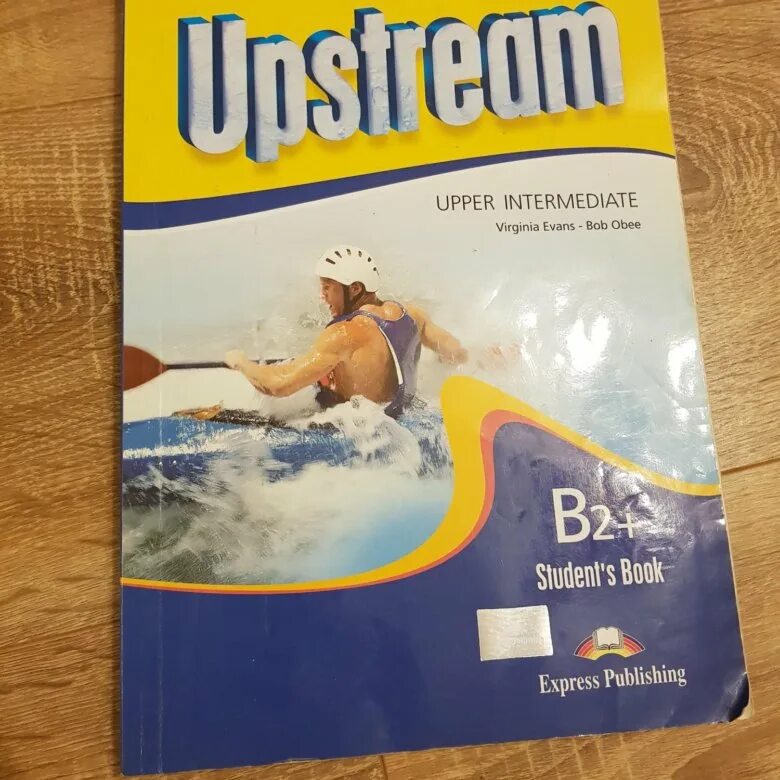 Upstream
UPPER INTERMEDIATE
Virginia Evans - Bob Obee
B2+
Student's Book
Express Publishing